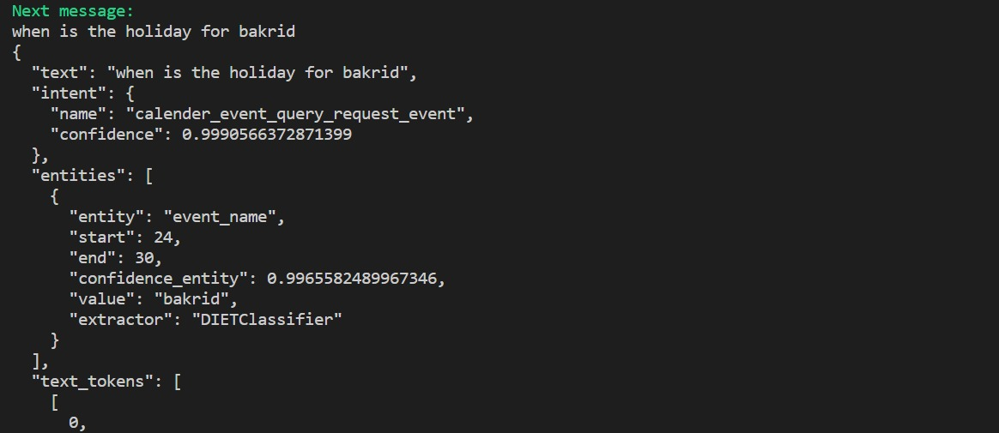 Next message:
when is the holiday for bakrid
{
  "text": "when is the holiday for bakrid",
  "intent": {
    "name": "calender_event_query_request_event",
    "confidence": 0.9990566372871399
  },
  "entities": [
    {
      "entity": "event_name",
      "start": 24,
      "end": 30,
      "confidence_entity": 0.9965582489967346,
      "value": "bakrid",
      "extractor": "DIETClassifier"
    }
  ],
  "text_tokens": [
    [
      0,